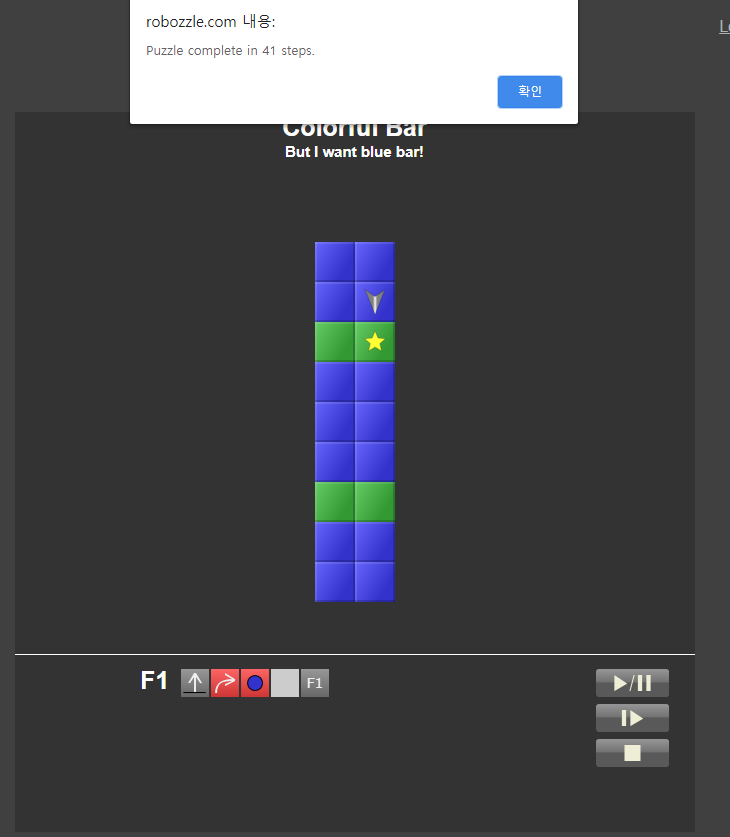 robozzle.com 내용:
Puzzle complete in 41 steps.
확인
Colorful Bar
But I want blue bar!
F1
F1